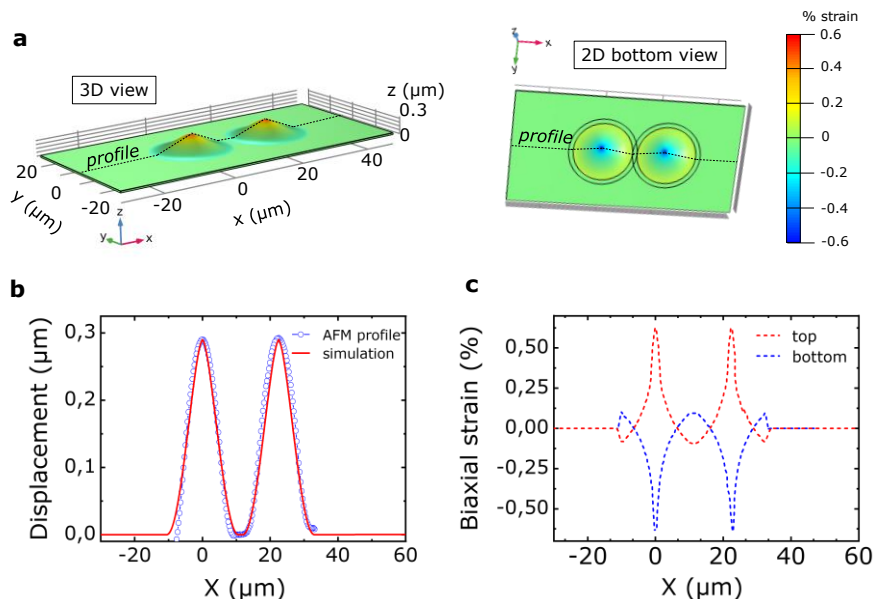 a
3D view
z (µm)
0.3
0
profile
20
0
-20
y (µm)
-20
0
20
40
x (µm)
z
y
x
2D bottom view
z
x
y
profile
% strain
0.6
0.4
0.2
0
-0.2
-0.4
-0.6
b
Displacement (µm)
0,3
0,2
0,1
0,0
AFM profile
simulation
-20
0
20
40
60
X (µm)
c
Biaxial strain (%)
0,50
0,25
0,00
-0,25
-0,50
top
bottom
-20
0
20
40
60
X (µm)